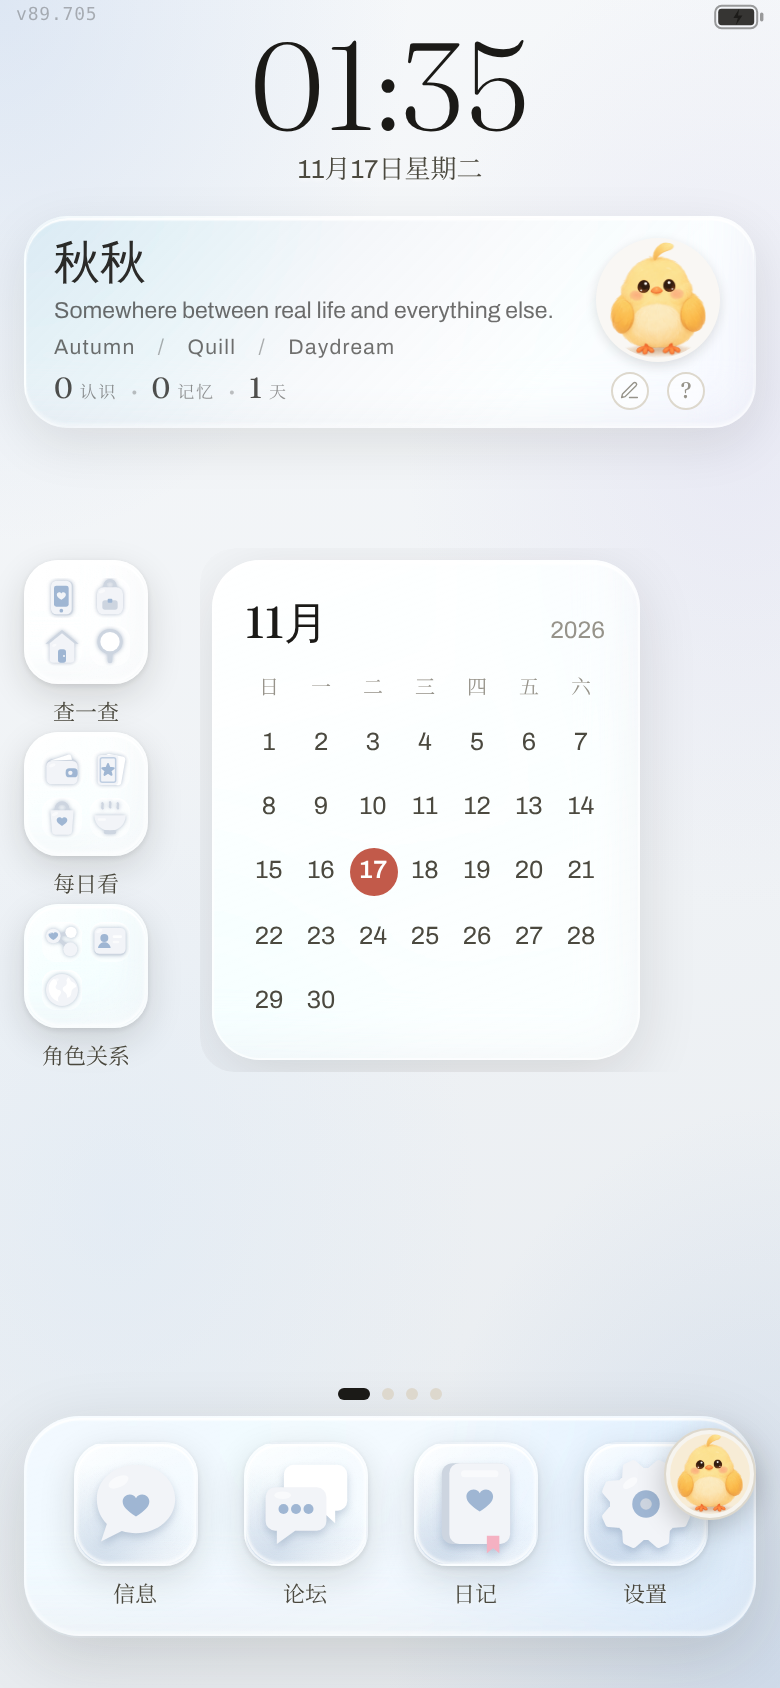 v89.705
01:35
11月17日星期二
秋秋
Somewhere between real life and everything else.
Autumn / Quill / Daydream
0 认识 · 0 记忆 · 1 天
?
11月 2026
日 一 二 三 四 五 六
1 2 3 4 5 6 7
8 9 10 11 12 13 14
15 16 17 18 19 20 21
22 23 24 25 26 27 28
29 30
查一查
每日看
角色关系
信息 论坛 日记 设置